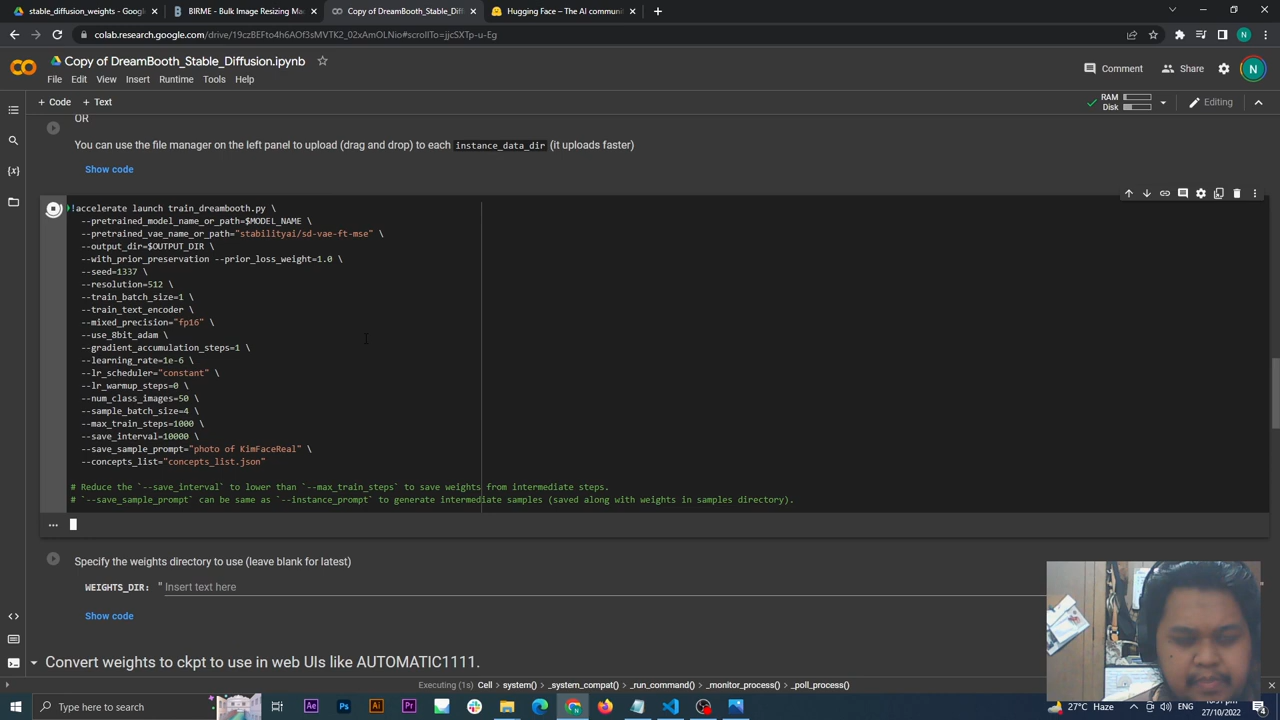 stable_diffusion_weights - Googl
BIRME - Bulk Image Resizing Ma
Copy of DreamBooth_Stable_Diff
Hugging Face – The AI communit
colab.research.google.com/drive/19czBEFto4h6AOf3sMVTK2_02xAmOLNio#scrollTo=jjcSXTp-u-Eg
N
CO
Copy of DreamBooth_Stable_Diffusion.ipynb
Comment
Share
N
File Edit View Insert Runtime Tools Help
+ Code + Text
RAM
Disk
Editing
OR
You can use the file manager on the left panel to upload (drag and drop) to each instance_data_dir (it uploads faster)
Show code
!accelerate launch train_dreambooth.py \
--pretrained_model_name_or_path=$MODEL_NAME \
--pretrained_vae_name_or_path="stabilityai/sd-vae-ft-mse" \
--output_dir=$OUTPUT_DIR \
--with_prior_preservation --prior_loss_weight=1.0 \
--seed=1337 \
--resolution=512 \
--train_batch_size=1 \
--train_text_encoder \
--mixed_precision="fp16" \
--use_8bit_adam \
--gradient_accumulation_steps=1 \
--learning_rate=1e-6 \
--lr_scheduler="constant" \
--lr_warmup_steps=0 \
--num_class_images=50 \
--sample_batch_size=4 \
--max_train_steps=1000 \
--save_interval=10000 \
--save_sample_prompt="photo of KimFaceReal" \
--concepts_list="concepts_list.json"
# Reduce the `--save_interval` to lower than `--max_train_steps` to save weights from intermediate steps.
# `--save_sample_prompt` can be same as `--instance_prompt` to generate intermediate samples (saved along with weights in samples directory).
Specify the weights directory to use (leave blank for latest)
WEIGHTS_DIR: " Insert text here
Show code
Convert weights to ckpt to use in web UIs like AUTOMATIC1111.
Executing (1s) Cell > system() > _system_compat() > _run_command() > _monitor_process() > _poll_process()
Type here to search
Ae Ps Ai Pr
27°C Haze
ENG
27/10/2022